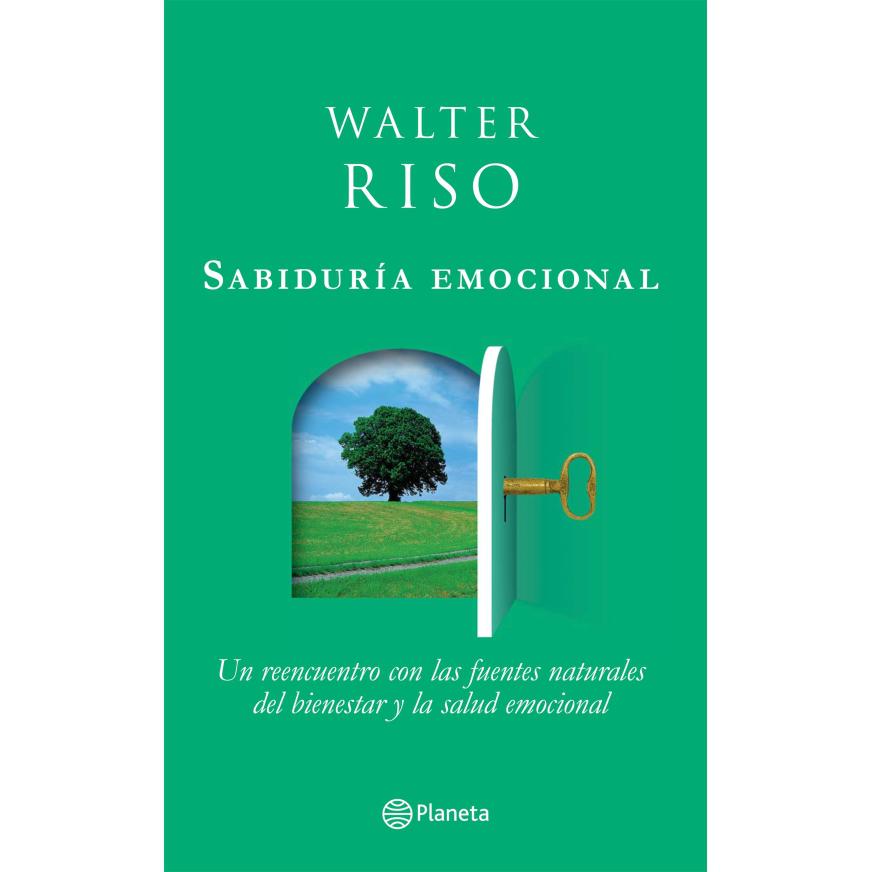 WALTER
RISO
SABIDURÍA EMOCIONAL
Un reencuentro con las fuentes naturales
del bienestar y la salud emocional
Planeta